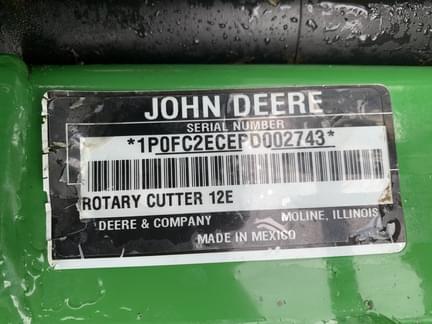 JOHN DEERE
SERIAL NUMBER
*1P0FC2ECEPD002743*
ROTARY CUTTER 12E
DEERE & COMPANY MOLINE, ILLINOIS
MADE IN MEXICO